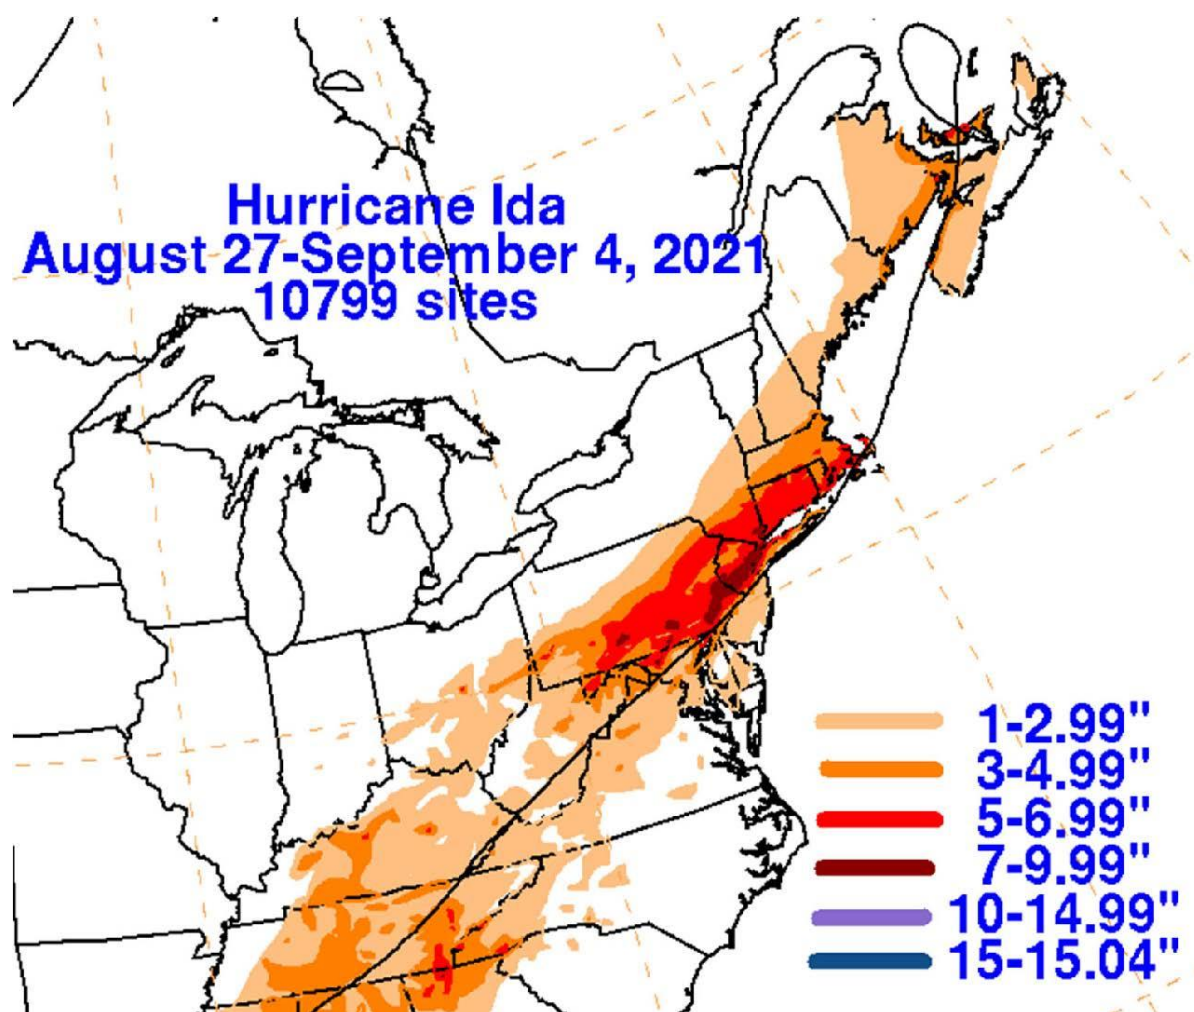 Hurricane Ida
August 27-September 4, 2021
10799 sites
1-2.99"
3-4.99"
5-6.99"
7-9.99"
10-14.99"
15-15.04"